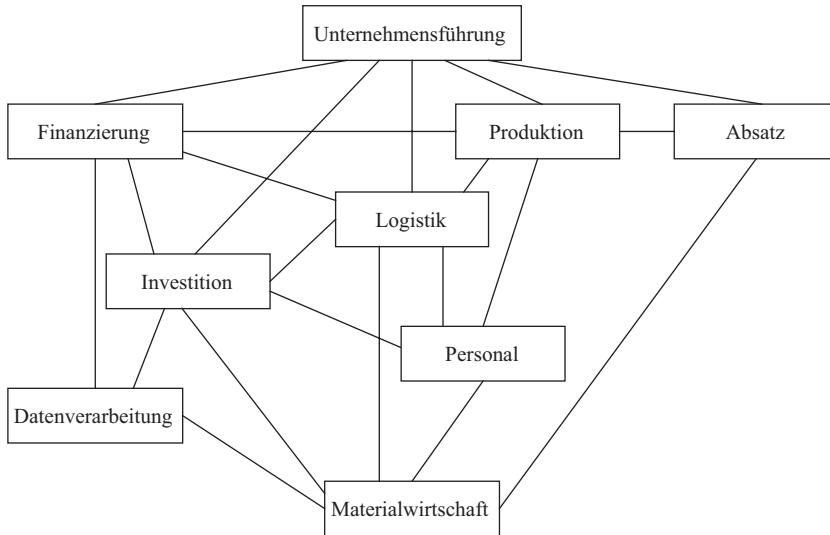 Unternehmensführung
Finanzierung
Produktion
Absatz
Logistik
Investition
Personal
Datenverarbeitung
Materialwirtschaft